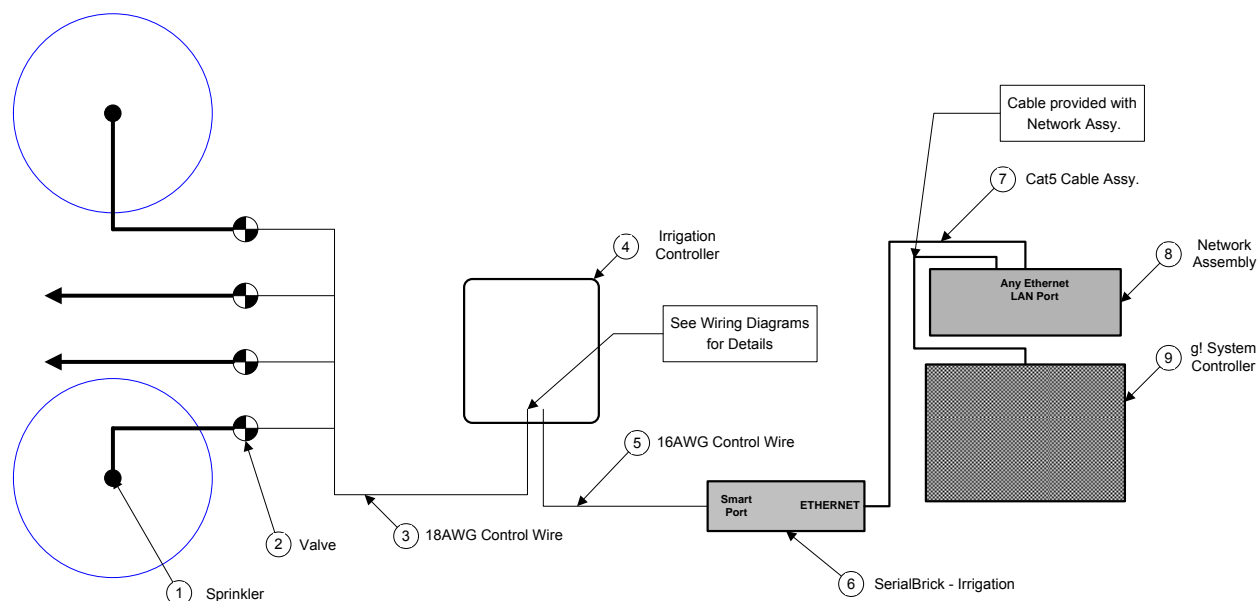 Cable provided with
Network Assy.
7 Cat5 Cable Assy.
4 Irrigation
Controller
8 Network
Assembly
Any Ethernet
LAN Port
See Wiring Diagrams
for Details
9 g! System
Controller
5 16AWG Control Wire
Smart
Port
ETHERNET
3 18AWG Control Wire
2 Valve
6 SerialBrick - Irrigation
1 Sprinkler